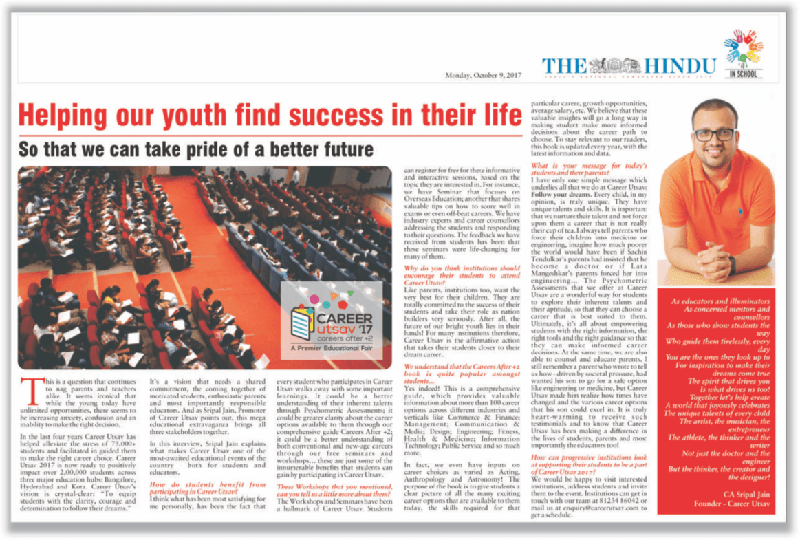 THE HINDU
IN SCHOOL
Monday, October 9, 2017
Helping our youth find success in their life
So that we can take pride of a better future
CAREER
utsav '17
careers after +2
A Premier Educational Fair
This is a question that continues
to nag parents and teachers
alike. It seems ironical that
while the young today have
unlimited opportunities, there seems to
be increasing anxiety, confusion and an
inability to make the right decision.
In the last four years Career Utsav has
helped alleviate the stress of 75,000+
students and facilitated in guided them
to make the right career choice. Career
Utsav 2017 is now ready to positively
impact over 2,00,000 students across
three major education hubs: Bangalore,
Hyderabad and Kota. Career Utsav's
vision is crystal-clear: "To equip
students with the clarity, courage and
determination to follow their dreams."
It's a vision that needs a shared
commitment, the coming together of
motivated students, enthusiastic parents
and most importantly responsible
educators. And as Sripal Jain, Promoter
of Career Utsav points out, this mega
educational extravaganza brings all
three stakeholders together.
In this interview, Sripal Jain explains
what makes Career Utsav one of the
most-awaited educational events of the
country - both for students and
educators.
How do students benefit from
participating in Career Utsav?
I think what has been most satisfying for
me personally, has been the fact that
every student who participates in Career
Utsav walks away with some important
learnings. It could be a better
understanding of their inherent talents
through Psychometric Assessments; it
could be greater clarity about the career
options available to them through our
comprehensive guide Careers After +2;
it could be a better understanding of
both conventional and new-age careers
through our free seminars and
workshops... these are just some of the
innumerable benefits that students can
gain by participating in Career Utsav.
These Workshops that you mentioned,
can you tell us a little more about them?
The Workshops and Seminars have been
a hallmark of Career Utsav. Students
can register for free for these informative
and interactive sessions, based on the
topic they are interested in. For instance,
we have Seminar that focuses on
Overseas Education; another that shares
valuable tips on how to score well in
exams or even off-beat careers. We have
industry experts and career counsellors
addressing the students and responding
to their questions. The feedback we have
received from students has been that
these seminars were life-changing for
many of them.
Why do you think institutions should
encourage their students to attend
Career Utsav?
Like parents, institutions too, want the
very best for their children. They are
totally committed to the success of their
students and take their role as nation
builders very seriously. After all, the
future of our bright youth lies in their
hands! For many institutions therefore,
Career Utsav is the affirmative action
that takes their students closer to their
dream career.
We understand that the Careers After +2
book is quite popular amongst
students...
Yes indeed! This is a comprehensive
guide, which provides valuable
information about more than 100 career
options across different industries and
verticals like Commerce & Finance;
Management; Communication &
Media; Design; Engineering; Fitness,
Health & Medicine; Information
Technology; Public Service and so much
more.
In fact, we even have inputs on
career choices as varied as Acting,
Anthropology and Astronomy! The
purpose of the book is to give students a
clear picture of all the many exciting
career options that are available to them
today, the skills required for that
particular career, growth opportunities,
average salary, etc. We believe that these
valuable insights will go a long way in
making student make more informed
decisions about the career path to
choose. To stay relevant to our readers,
this book is updated every year, with the
latest information and data.
What is your message for today's
students and their parents?
I have only one simple message which
underlies all that we do at Career Utsav
Follow your dreams. Every child, in my
opinion, is truly unique. They have
unique talents and skills. It is important
that we nurture their talent and not force
upon them a career that is not really
their cup of tea. I always tell parents who
force their children into medicine or
engineering, imagine how much poorer
the world would have been if Sachin
Tendulkar's parents had insisted that he
become a doctor or if Lata
Mangeshkar's parents forced her into
engineering... The Psychometric
Assessments that we offer at Career
Utsav are a wonderful way for students
to explore their inherent talents and
their aptitude, so that they can choose a
career that is best suited to them.
Ultimately, it's all about empowering
students with the right information, the
right tools and the right guidance so that
they can make informed career
decisions. At the same time, we are also
able to counsel and educate parents. I
still remember a parent who wrote to tell
us how -driven by societal pressure, had
wanted his son to go for a safe option
like engineering or medicine, but Career
Utsav made him realise how times have
changed and the various career options
that his son could excel in. It is truly
heart-warming to receive such
testimonials and to know that Career
Utsav has been making a difference in
the lives of students, parents and most
importantly the educators too!
How can progressive institutions look
at supporting their students to be a part
of Career Utsav 2017?
We would be happy to visit interested
institutions, address students and invite
them to the event. Institutions can get in
touch with our team at 81234 86042 or
mail us at enquiry@careerutsav.com to
get a schedule.
As educators and illuminators
As concerned mentors and
counsellors
As those who show students the
way
Who guide them tirelessly, every
day
You are the ones they look up to
For inspiration to make their
dreams come true
The spirit that drives you
Is what drives us too!
Together let's help create
A world that joyously celebrates
The unique talents of every child
The artist, the musician, the
entrepreneur
The athlete, the thinker and the
writer
Not just the doctor and the
engineer
But the thinker, the creator and
the designer!
CA Sripal Jain
Founder - Career Utsav